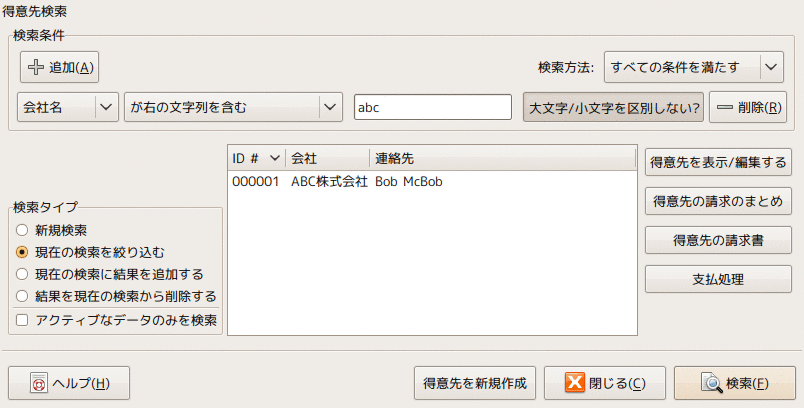 得意先検索
検索条件
追加(A)
検索方法: すべての条件を満たす
会社名 が右の文字列を含む abc 大文字/小文字を区別しない? 削除(R)
ID # 会社 連絡先
000001 ABC株式会社 Bob McBob
得意先を表示/編集する
得意先の請求のまとめ
得意先の請求書
支払処理
検索タイプ
新規検索
現在の検索を絞り込む
現在の検索に結果を追加する
結果を現在の検索から削除する
アクティブなデータのみを検索
ヘルプ(H) 得意先を新規作成 閉じる(C) 検索(F)